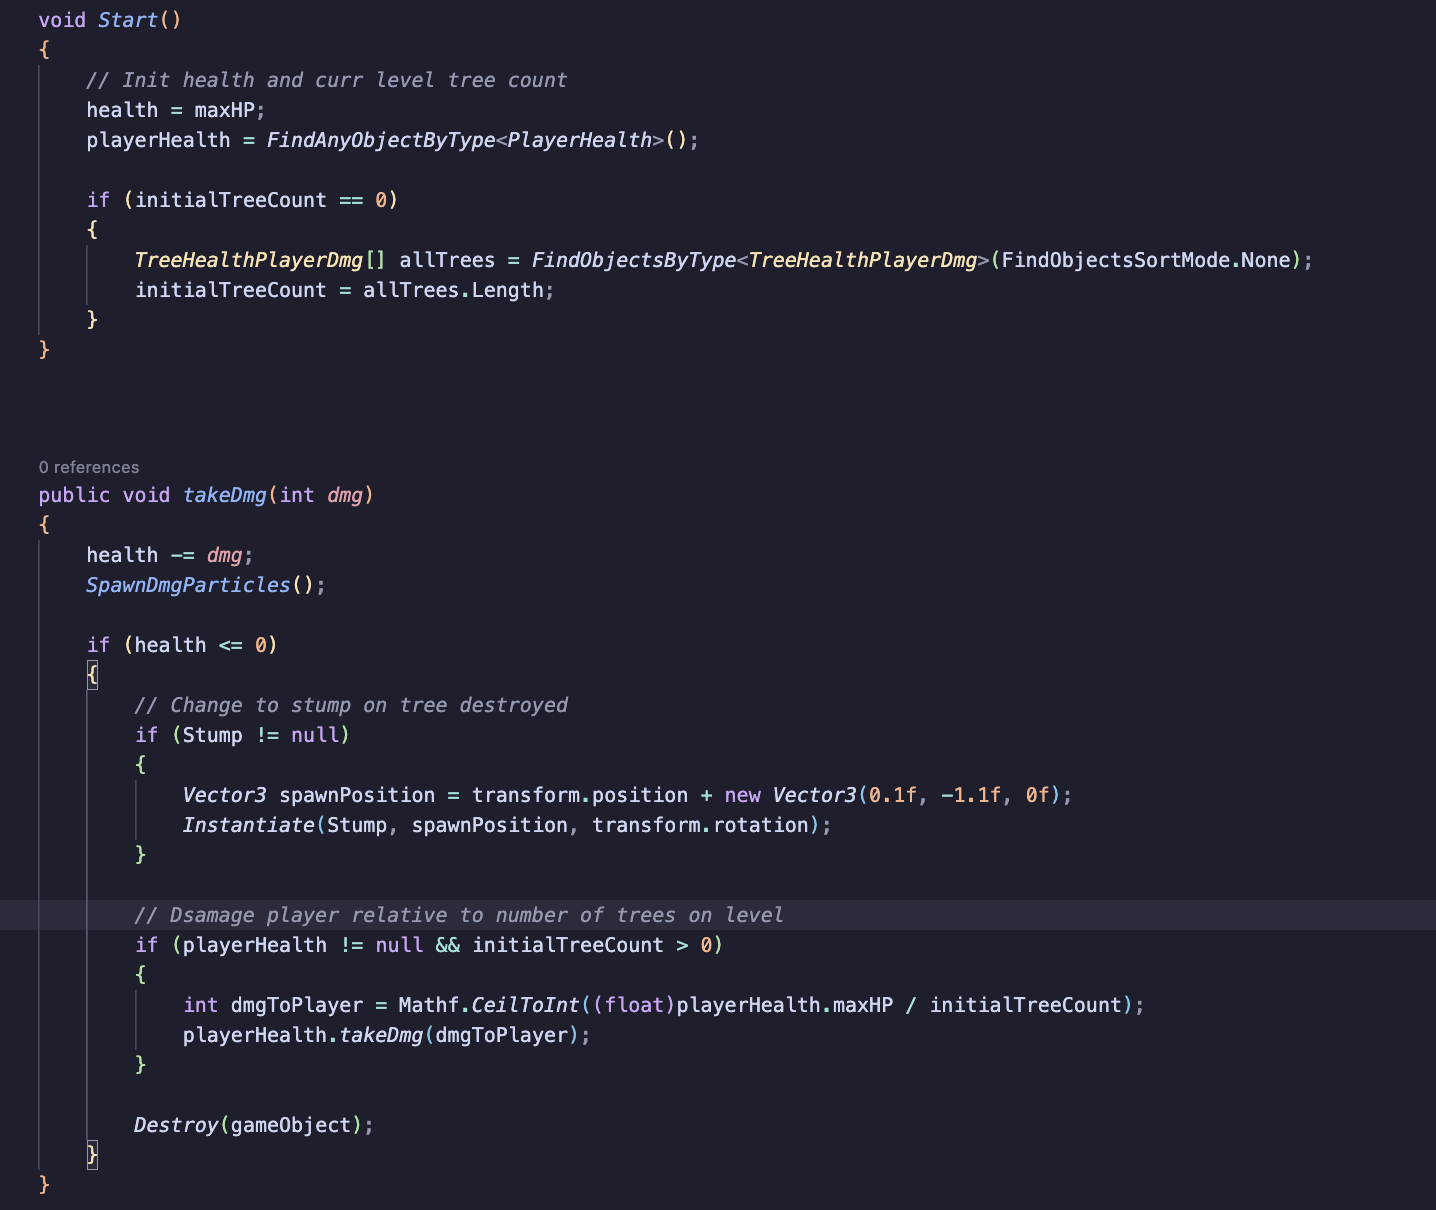 void Start()
{
// Init health and curr level tree count
health = maxHP;
playerHealth = FindAnyObjectByType<PlayerHealth>();
if (initialTreeCount == 0)
{
TreeHealthPlayerDmg[] allTrees = FindObjectsByType<TreeHealthPlayerDmg>(FindObjectsSortMode.None);
initialTreeCount = allTrees.Length;
}
}
0 references
public void takeDmg(int dmg)
{
health -= dmg;
SpawnDmgParticles();
if (health <= 0)
{
// Change to stump on tree destroyed
if (Stump != null)
{
Vector3 spawnPosition = transform.position + new Vector3(0.1f, -1.1f, 0f);
Instantiate(Stump, spawnPosition, transform.rotation);
}
// Dsamage player relative to number of trees on level
if (playerHealth != null && initialTreeCount > 0)
{
int dmgToPlayer = Mathf.CeilToInt((float)playerHealth.maxHP / initialTreeCount);
playerHealth.takeDmg(dmgToPlayer);
}
Destroy(gameObject);
}
}